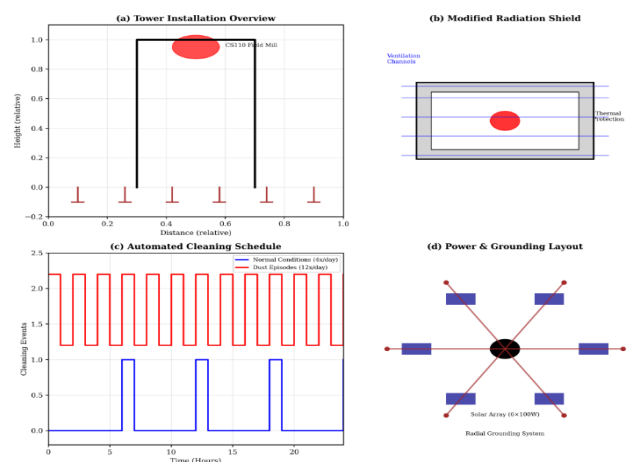 (a) Tower Installation Overview
CS110 Field Mill
Height (relative)
1.0
0.8
0.6
0.4
0.2
0.0
−0.2
0.0
0.2
0.4
0.6
0.8
1.0
Distance (relative)
(b) Modified Radiation Shield
Ventilation
Channels
Thermal
(c) Automated Cleaning Schedule
Normal Conditions (4x/day)
Dust Episodes (12x/day)
Cleaning Events
2.5
2.0
1.5
1.0
0.5
0.0
0
10
20
Time (Hours)
(d) Power & Grounding Layout
Solar Array (6×100W)
Radial Grounding System